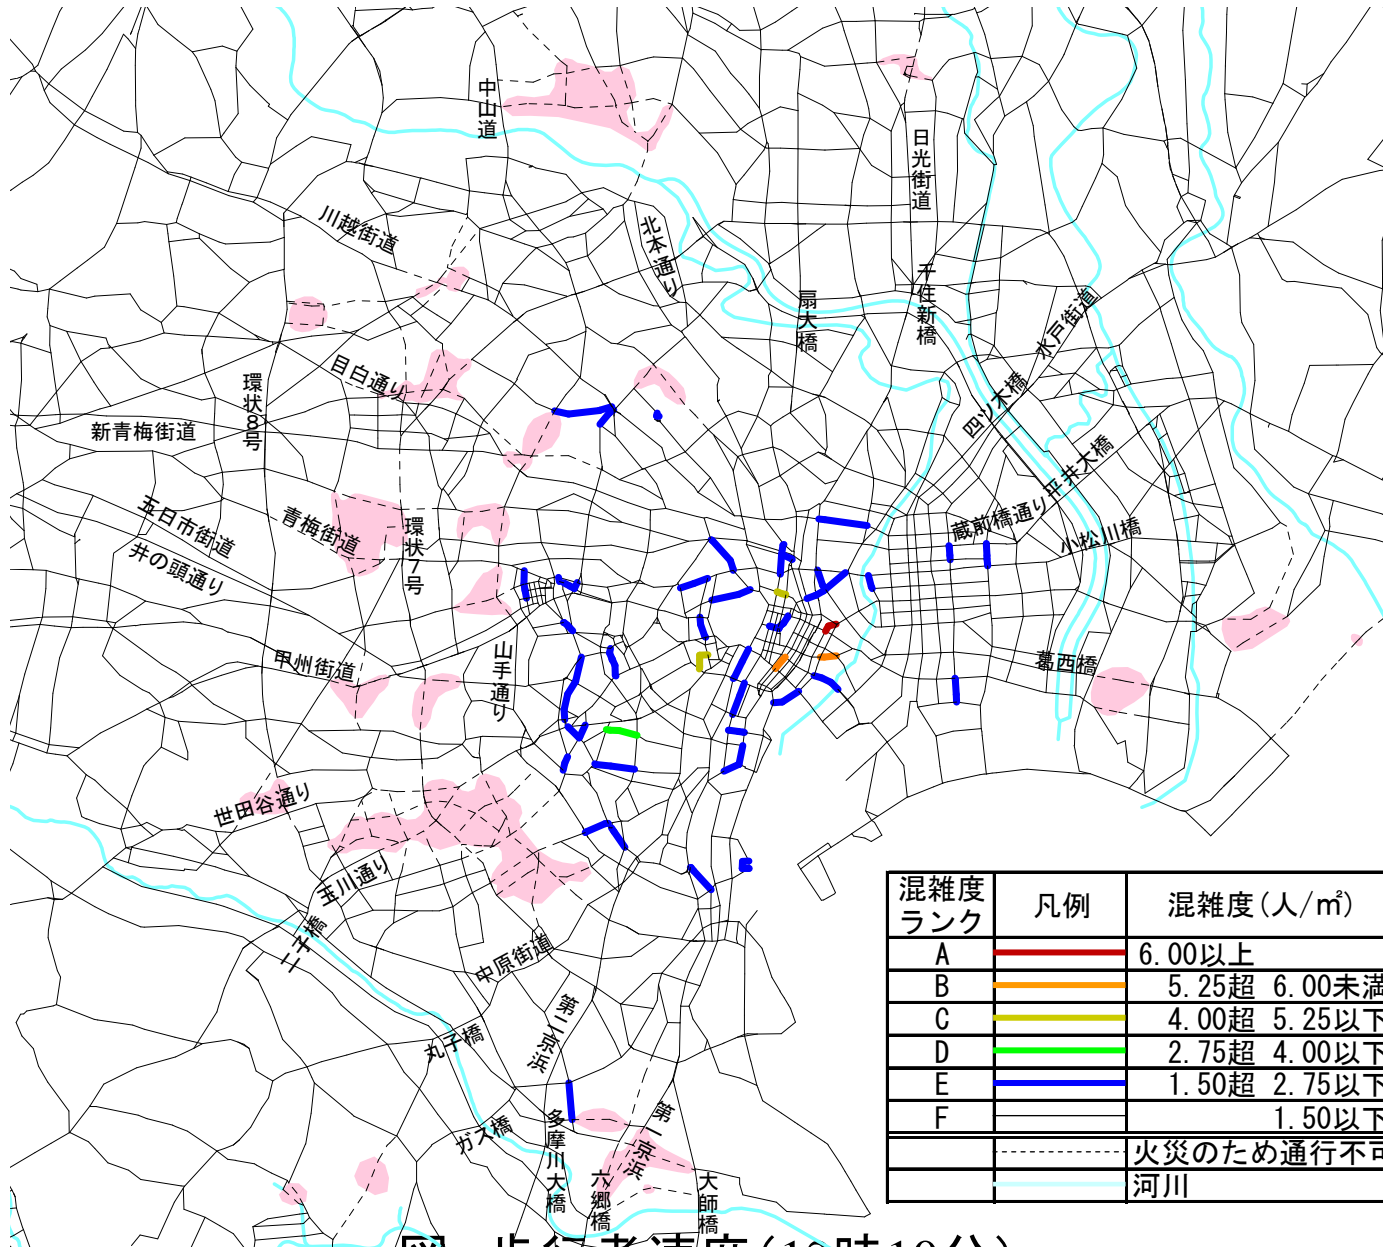 中山道
日光街道
川越街道
北本通り
千住新橋
扇大橋
水戸街道
目白通り
環状8号
四ツ木橋
新青梅街道
平井大橋
五日市街道
青梅街道
環状7号
蔵前橋通り
小松川橋
井の頭通り
甲州街道
山手通り
葛西橋
世田谷通り
玉川通り
二子橋
中原街道
第二京浜
丸子橋
ガス橋
多摩川大橋
第一京浜
六郷橋
大師橋
混雑度ランク 凡例 混雑度(人/㎡)
A 6.00以上
B 5.25超 6.00未満
C 4.00超 5.25以下
D 2.75超 4.00以下
E 1.50超 2.75以下
F 1.50以下
火災のため通行不可
河川